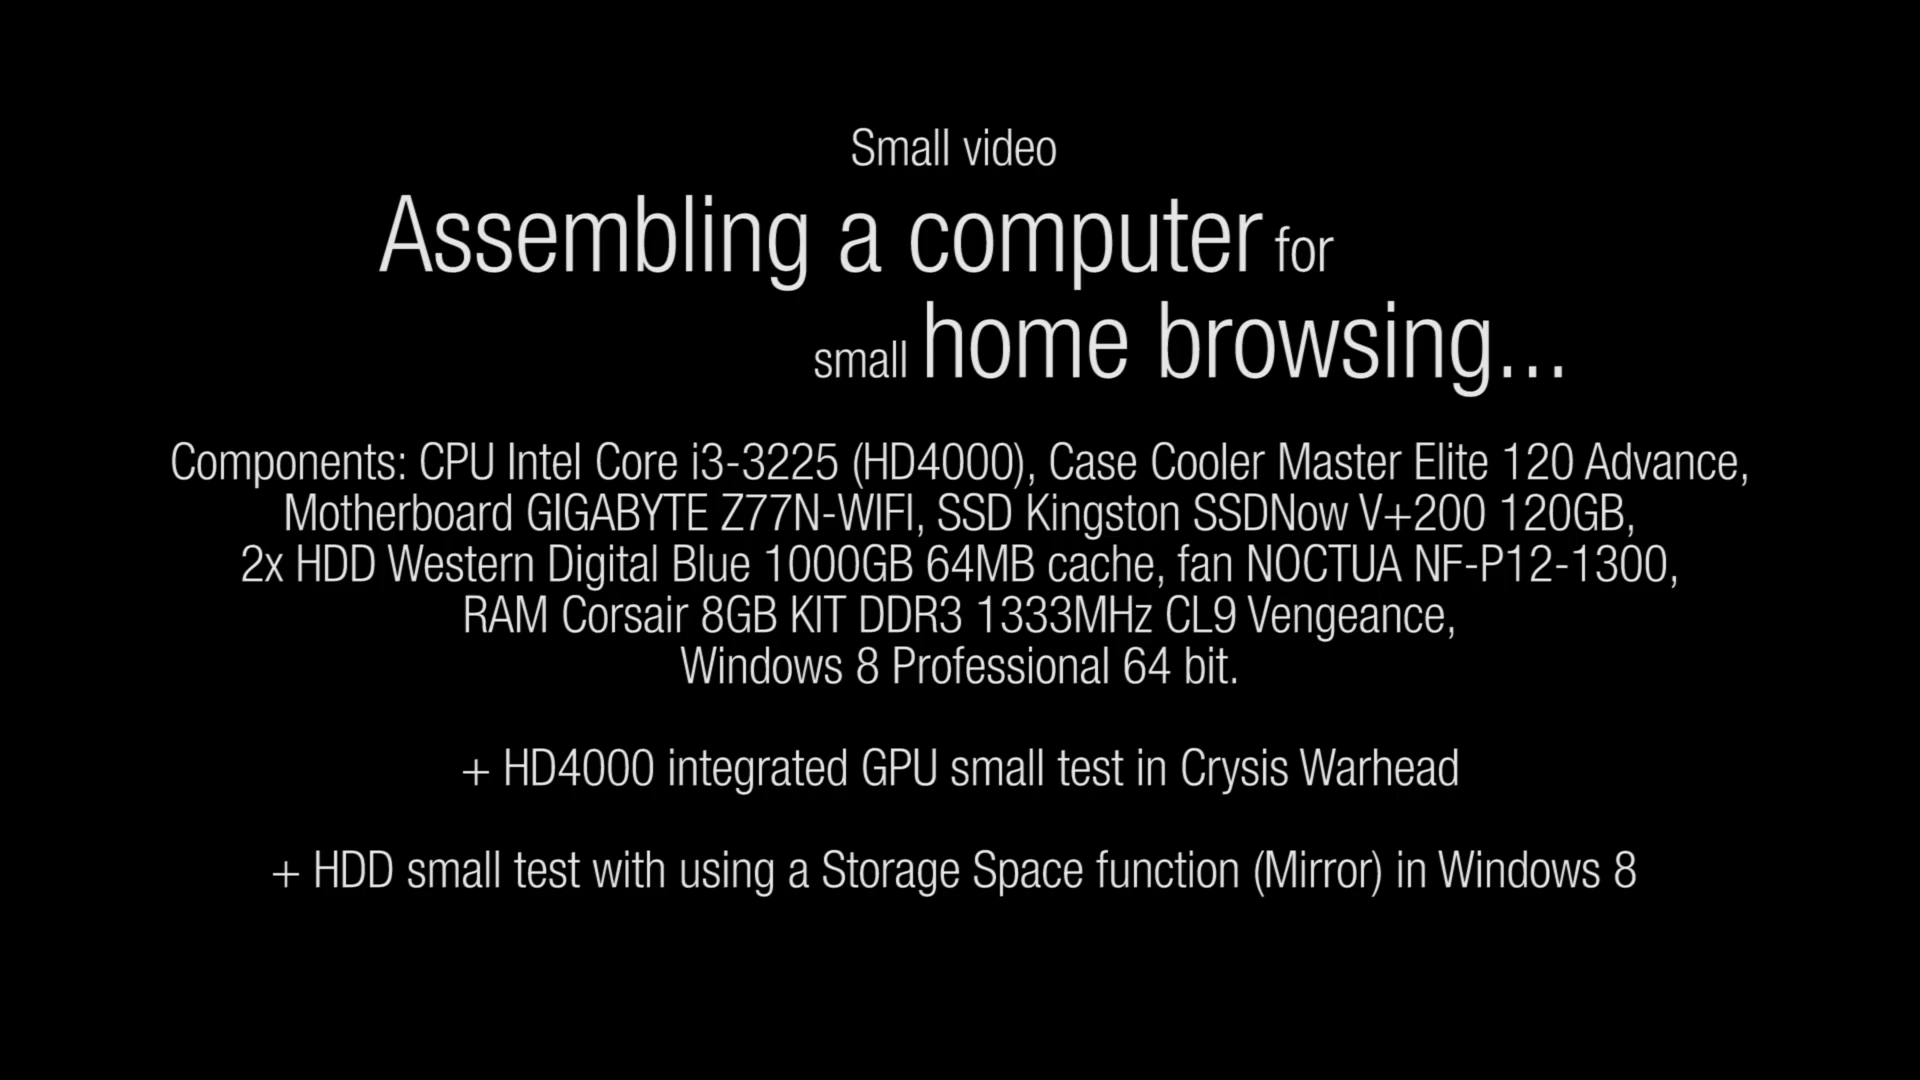 Small video
Assembling a computer for
small home browsing...
Components: CPU Intel Core i3-3225 (HD4000), Case Cooler Master Elite 120 Advance,
Motherboard GIGABYTE Z77N-WIFI, SSD Kingston SSDNow V+200 120GB,
2x HDD Western Digital Blue 1000GB 64MB cache, fan NOCTUA NF-P12-1300,
RAM Corsair 8GB KIT DDR3 1333MHz CL9 Vengeance,
Windows 8 Professional 64 bit.
+ HD4000 integrated GPU small test in Crysis Warhead
+ HDD small test with using a Storage Space function (Mirror) in Windows 8